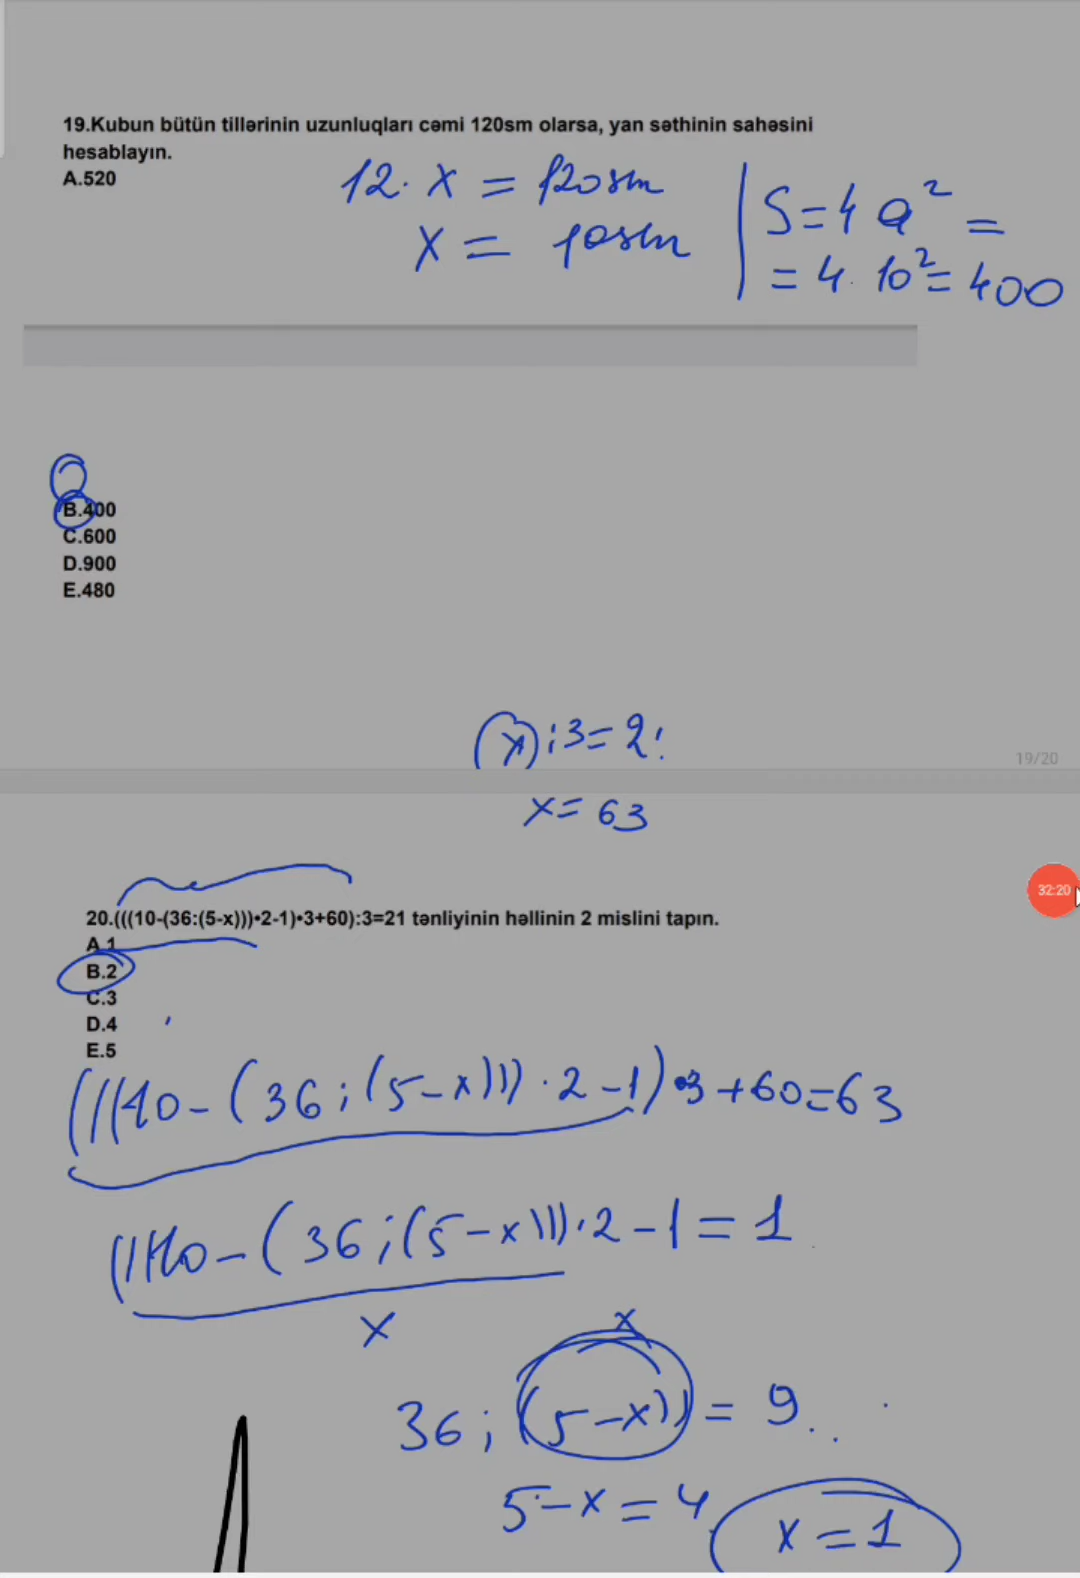 19.Kubun bütün tillərinin uzunluqları cəmi 120sm olarsa, yan səthinin sahəsini
hesablayın.
A.520
12. x = 120sm
x = 10sm
S=4a² =
= 4. 10² = 400
B.400
C.600
D.900
E.480
(x):3=2!
19/20
x= 63
32:20
20.(((10-(36:(5-x)))•2-1)•3+60):3=21 tənliyinin həllinin 2 mislini tapın.
A.1
B.2
C.3
D.4
E.5
(((10-(36:(5-x))).2-1)•3+60=63
(((10-(36:(5-x))).2-1=1
x
x
36:(5-x))=9..
5-x=4
x=1